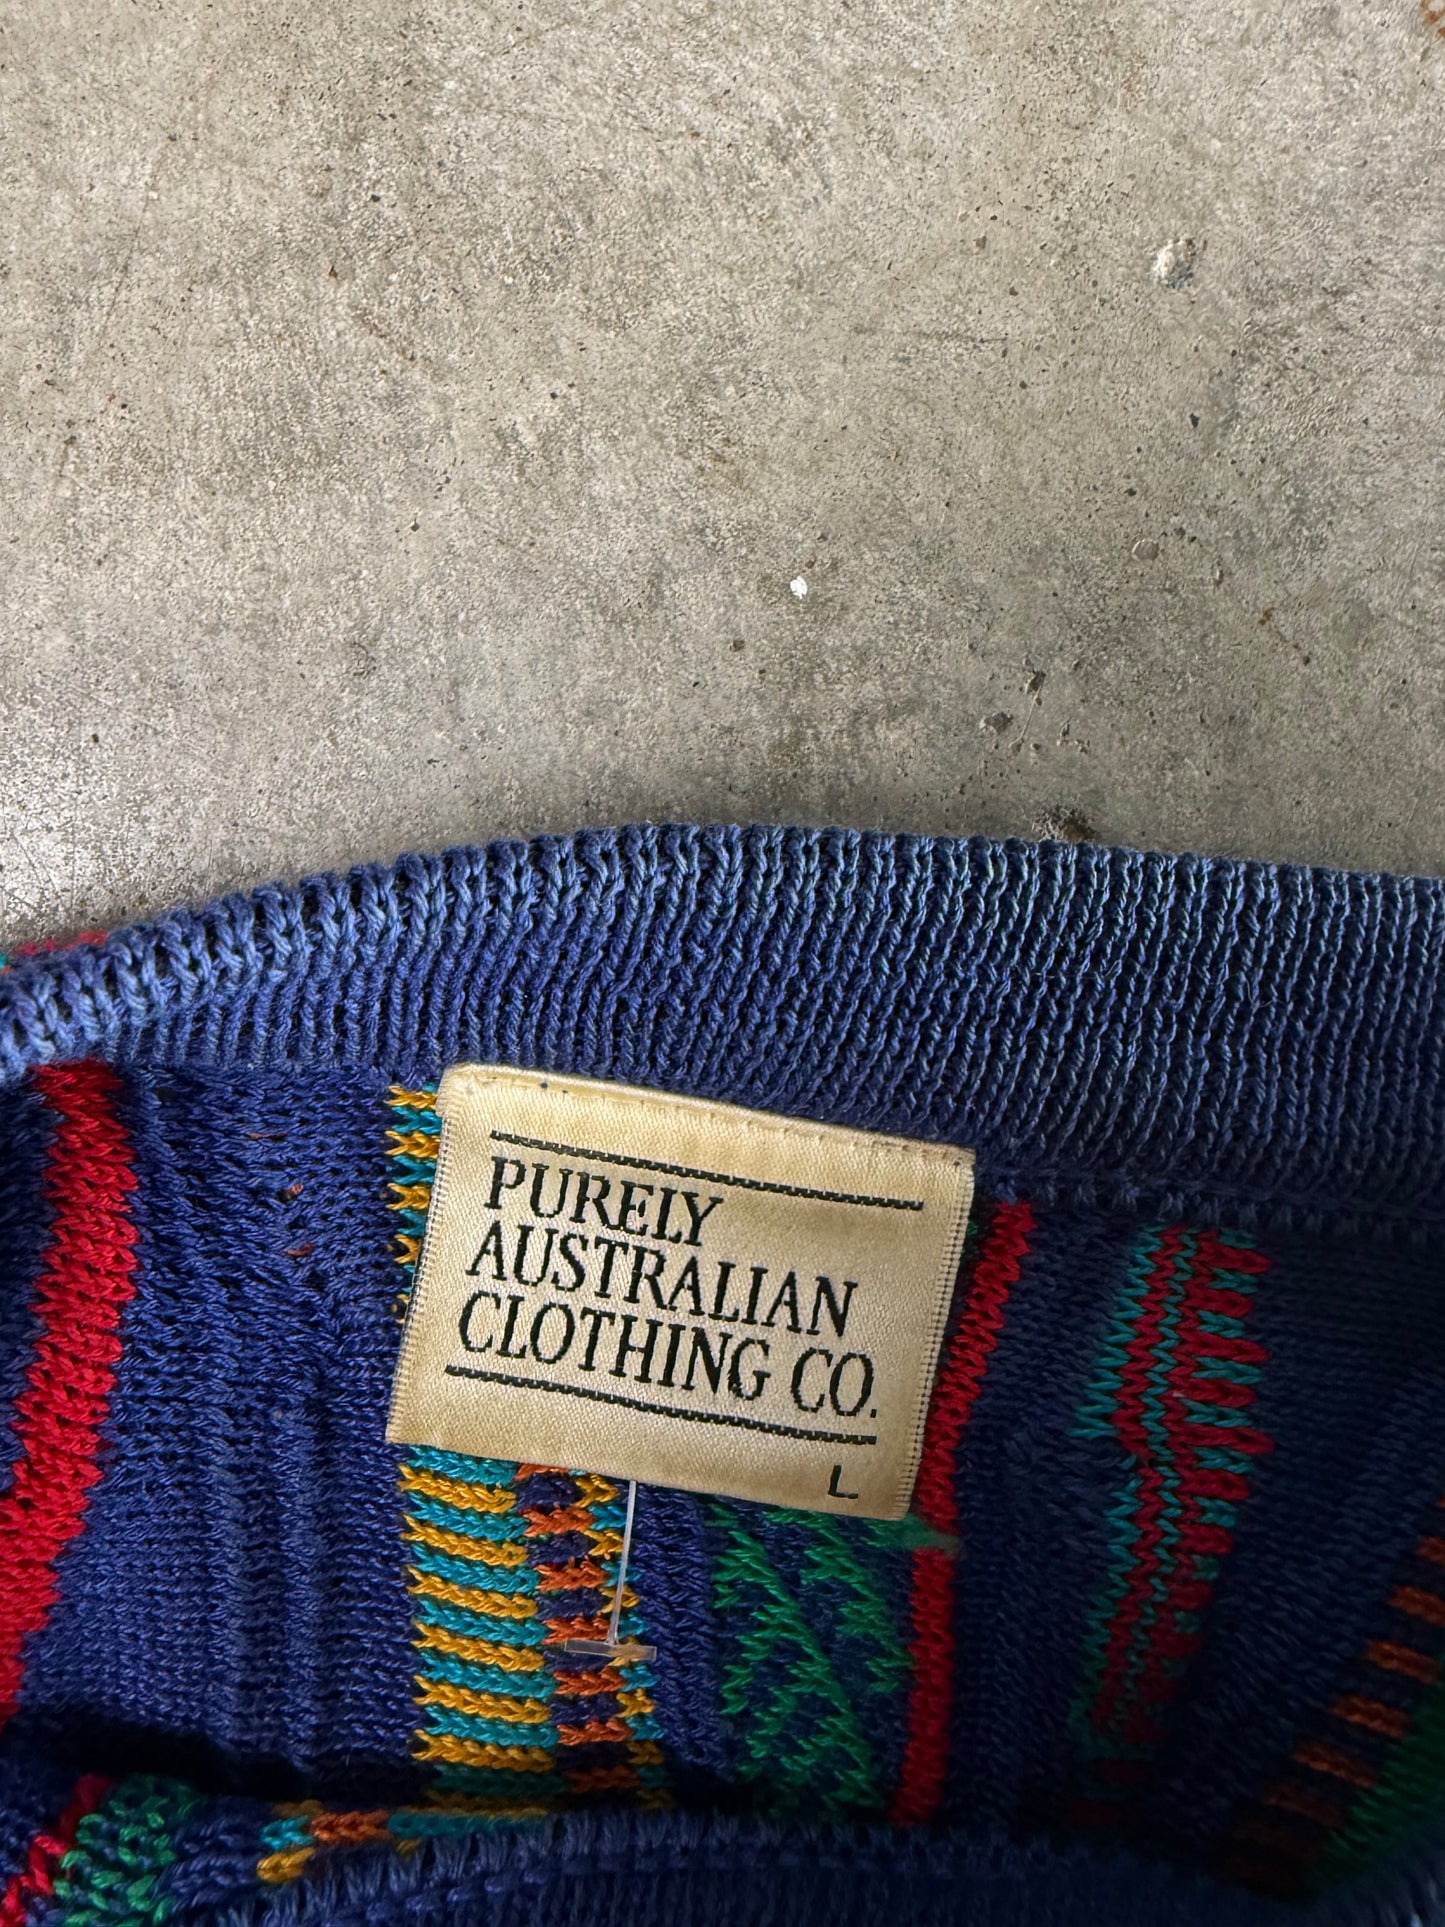 PURELY
AUSTRALIAN
CLOTHING CO.
L